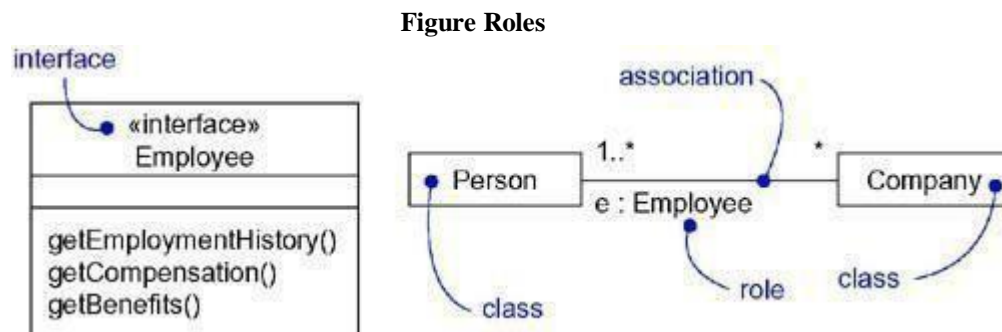 Figure Roles
interface
«interface»
Employee
getEmploymentHistory()
getCompensation()
getBenefits()
association
1..*
*
Person
Company
e : Employee
class
role
class